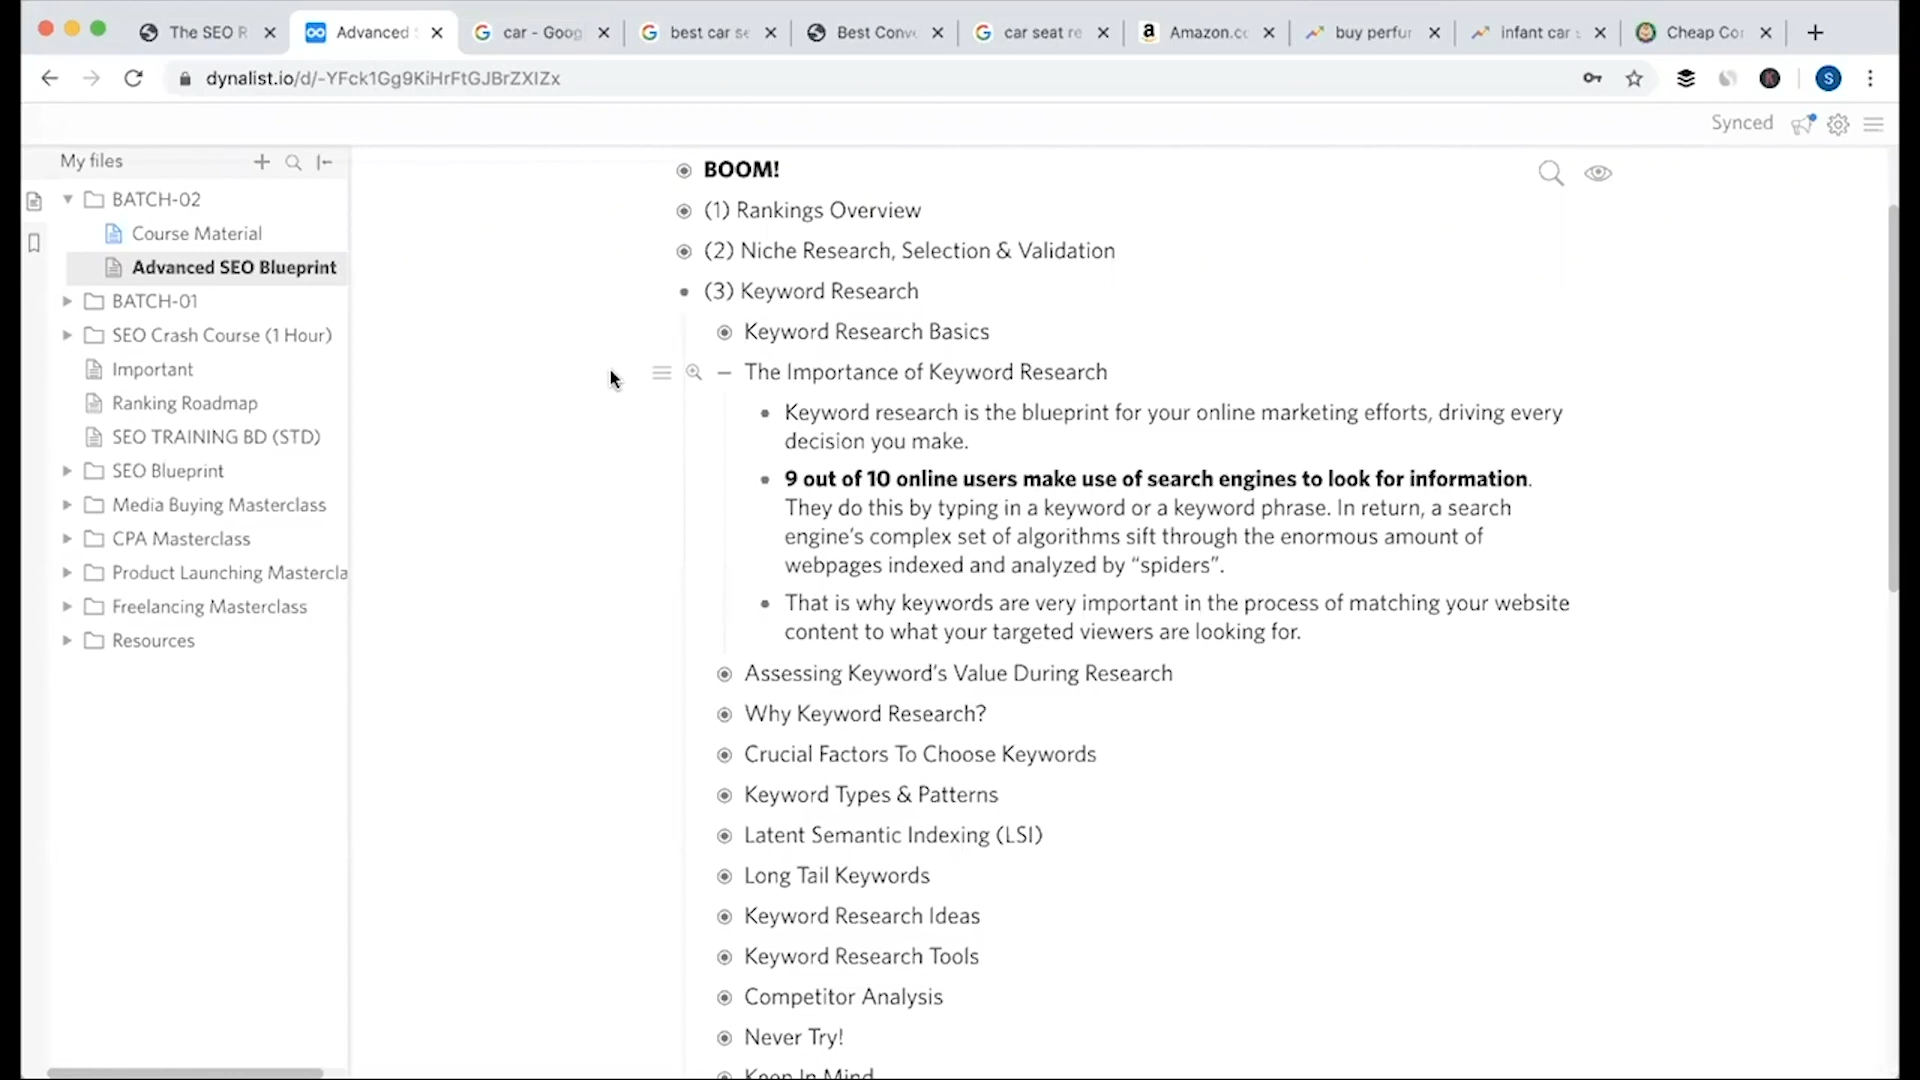 The SEO R
Advanced
car - Goog
best car se
Best Conv
car seat re
Amazon.co
buy perfur
infant car s
Cheap Cor
dynalist.io/d/-YFck1Gg9KiHrFtGJBrZXIZx
S
Synced
My files
BATCH-02
Course Material
Advanced SEO Blueprint
BATCH-01
SEO Crash Course (1 Hour)
Important
Ranking Roadmap
SEO TRAINING BD (STD)
SEO Blueprint
Media Buying Masterclass
CPA Masterclass
Product Launching Mastercla
Freelancing Masterclass
Resources
BOOM!
(1) Rankings Overview
(2) Niche Research, Selection & Validation
(3) Keyword Research
Keyword Research Basics
The Importance of Keyword Research
Keyword research is the blueprint for your online marketing efforts, driving every
decision you make.
9 out of 10 online users make use of search engines to look for information.
They do this by typing in a keyword or a keyword phrase. In return, a search
engine’s complex set of algorithms sift through the enormous amount of
webpages indexed and analyzed by “spiders”.
That is why keywords are very important in the process of matching your website
content to what your targeted viewers are looking for.
Assessing Keyword’s Value During Research
Why Keyword Research?
Crucial Factors To Choose Keywords
Keyword Types & Patterns
Latent Semantic Indexing (LSI)
Long Tail Keywords
Keyword Research Ideas
Keyword Research Tools
Competitor Analysis
Never Try!
Keep In Mind